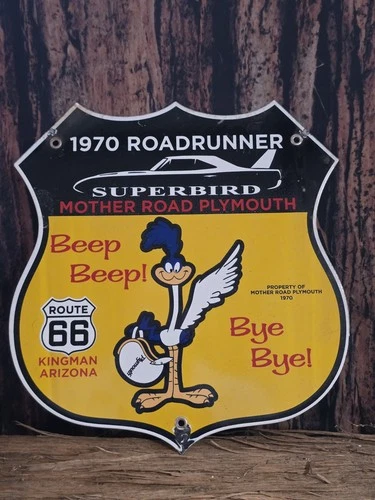 1970 ROADRUNNER
SUPERBIRD
MOTHER ROAD PLYMOUTH
Beep
Beep!
PROPERTY OF
MOTHER ROAD PLYMOUTH
1970
ROUTE
66
KINGMAN
ARIZONA
Bye
Bye!
Plymouth